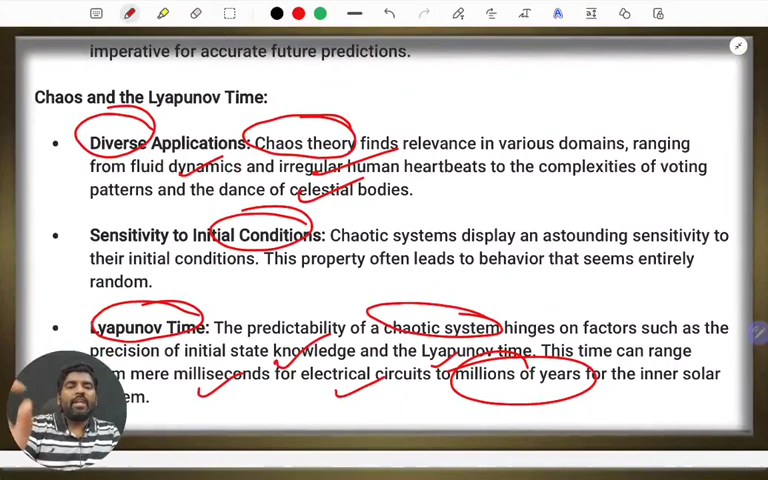 imperative for accurate future predictions.
Chaos and the Lyapunov Time:
• Diverse Applications: Chaos theory finds relevance in various domains, ranging
from fluid dynamics and irregular human heartbeats to the complexities of voting
patterns and the dance of celestial bodies.
• Sensitivity to Initial Conditions: Chaotic systems display an astounding sensitivity to
their initial conditions. This property often leads to behavior that seems entirely
random.
• Lyapunov Time: The predictability of a chaotic system hinges on factors such as the
precision of initial state knowledge and the Lyapunov time. This time can range
mere milliseconds for electrical circuits to millions of years for the inner solar